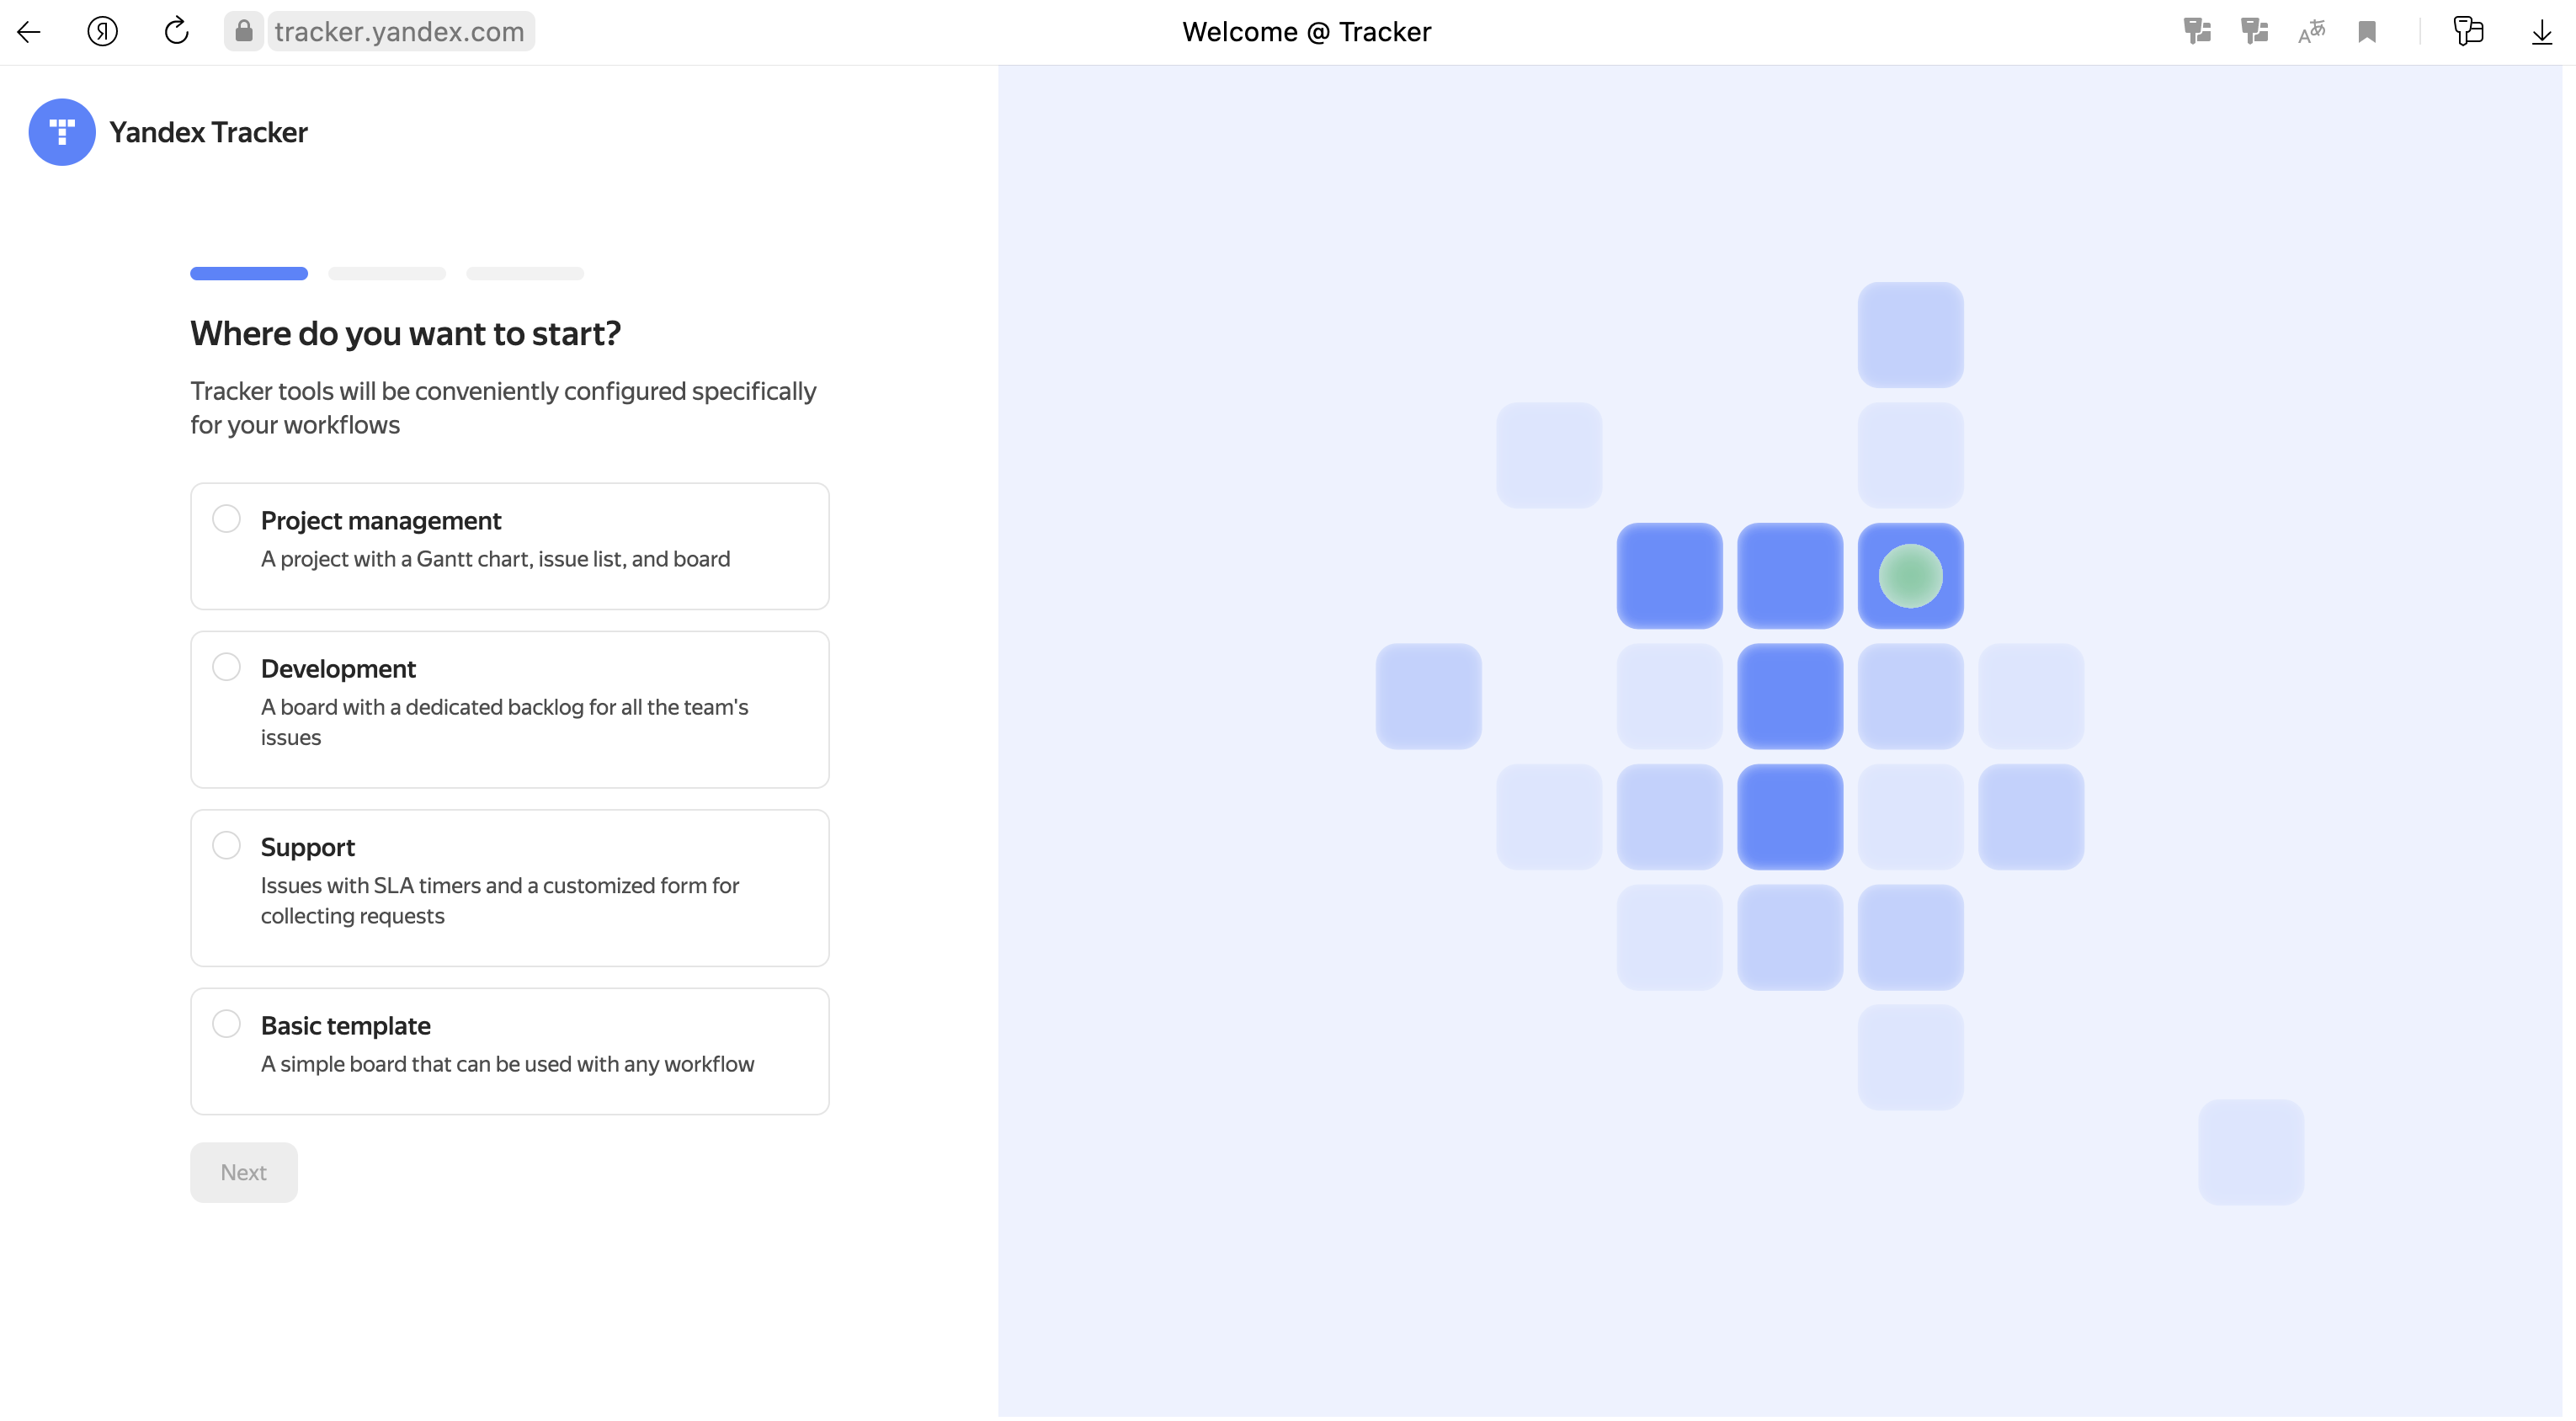 tracker.yandex.com
Welcome @ Tracker
Yandex Tracker
Where do you want to start?
Tracker tools will be conveniently configured specifically
for your workflows
Project management
A project with a Gantt chart, issue list, and board
Development
A board with a dedicated backlog for all the team's
issues
Support
Issues with SLA timers and a customized form for
collecting requests
Basic template
A simple board that can be used with any workflow
Next